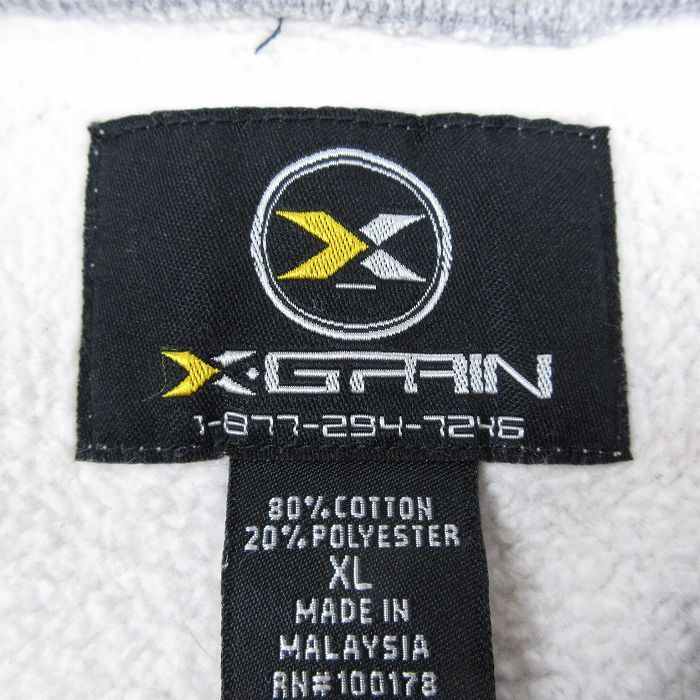 X-GAIN
1-877-294-7246
80% COTTON
20% POLYESTER
XL
MADE IN
MALAYSIA
RN#100178